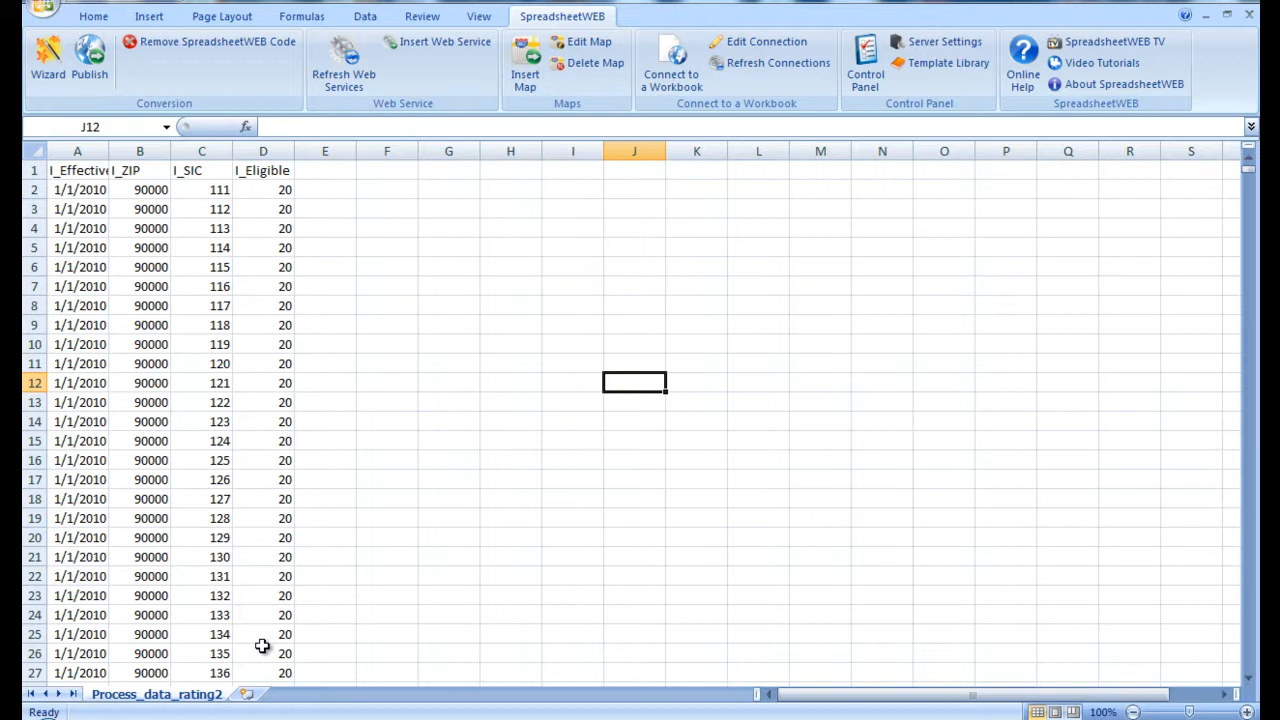 Home Insert Page Layout Formulas Data Review View SpreadsheetWEB
Wizard
Publish
Remove SpreadsheetWEB Code
Conversion
Refresh Web
Services
Insert Web Service
Web Service
Insert
Map
Edit Map
Delete Map
Maps
Connect to
a Workbook
Edit Connection
Refresh Connections
Connect to a Workbook
Control
Panel
Server Settings
Template Library
Control Panel
Online
Help
SpreadsheetWEB TV
Video Tutorials
About SpreadsheetWEB
SpreadsheetWEB
J12 fx
A B C D E F G H I J K L M N O P Q R S
1 I_Effective I_ZIP I_SIC I_Eligible
2 1/1/2010 90000 111 20
3 1/1/2010 90000 112 20
4 1/1/2010 90000 113 20
5 1/1/2010 90000 114 20
6 1/1/2010 90000 115 20
7 1/1/2010 90000 116 20
8 1/1/2010 90000 117 20
9 1/1/2010 90000 118 20
10 1/1/2010 90000 119 20
11 1/1/2010 90000 120 20
12 1/1/2010 90000 121 20
13 1/1/2010 90000 122 20
14 1/1/2010 90000 123 20
15 1/1/2010 90000 124 20
16 1/1/2010 90000 125 20
17 1/1/2010 90000 126 20
18 1/1/2010 90000 127 20
19 1/1/2010 90000 128 20
20 1/1/2010 90000 129 20
21 1/1/2010 90000 130 20
22 1/1/2010 90000 131 20
23 1/1/2010 90000 132 20
24 1/1/2010 90000 133 20
25 1/1/2010 90000 134 20
26 1/1/2010 90000 135 20
27 1/1/2010 90000 136 20
Process_data_rating2
Ready 100%